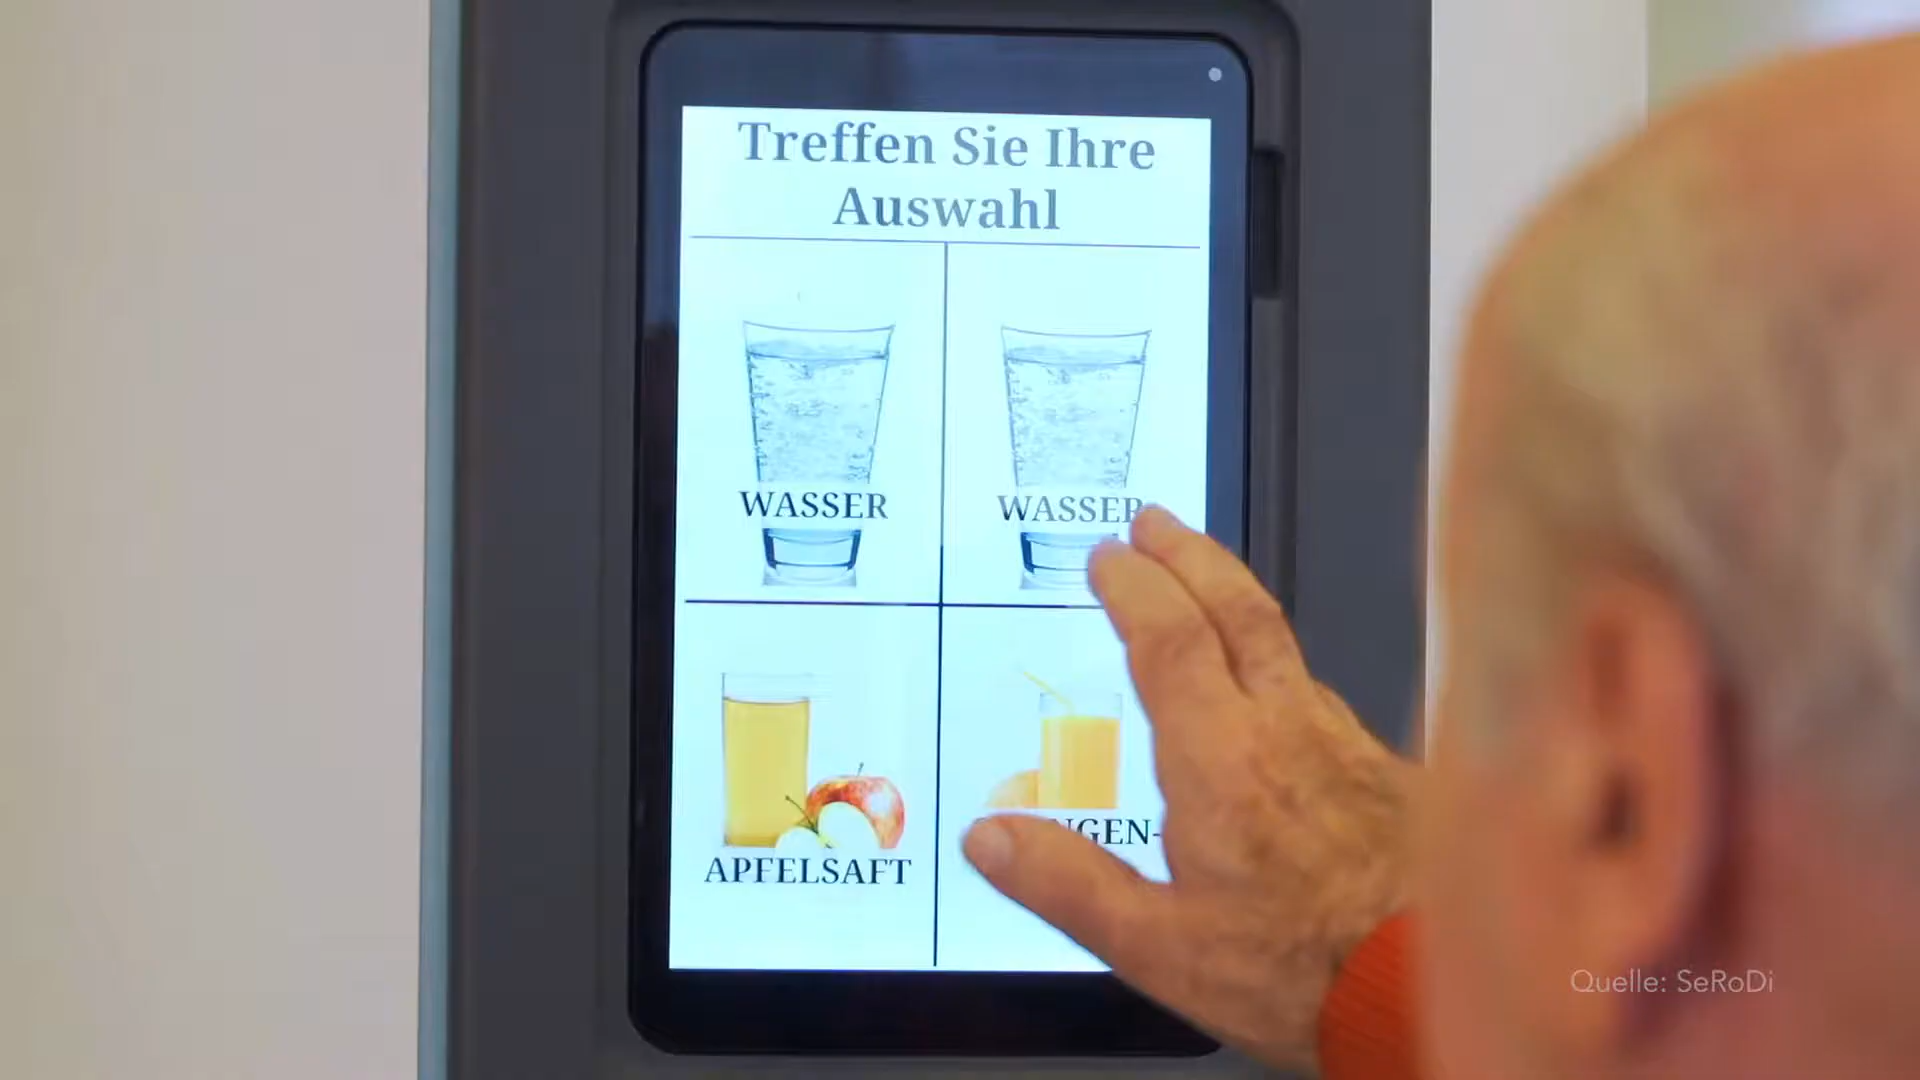 Treffen Sie Ihre
Auswahl
WASSER
WASSER
APFELSAFT
Quelle: SeRoDi